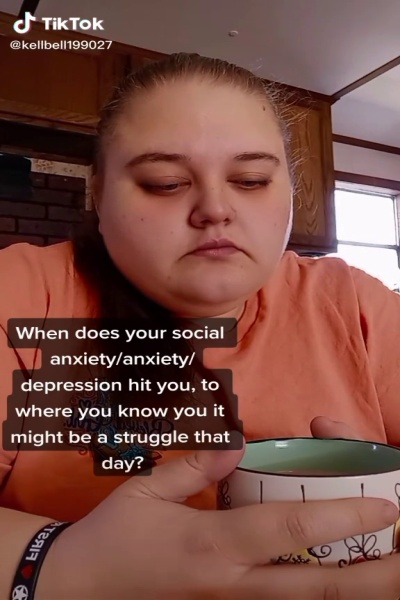 TikTok
@kellbell199027
When does your social
anxiety/anxiety/
depression hit you, to
where you know you it
might be a struggle that
day?
FIRST